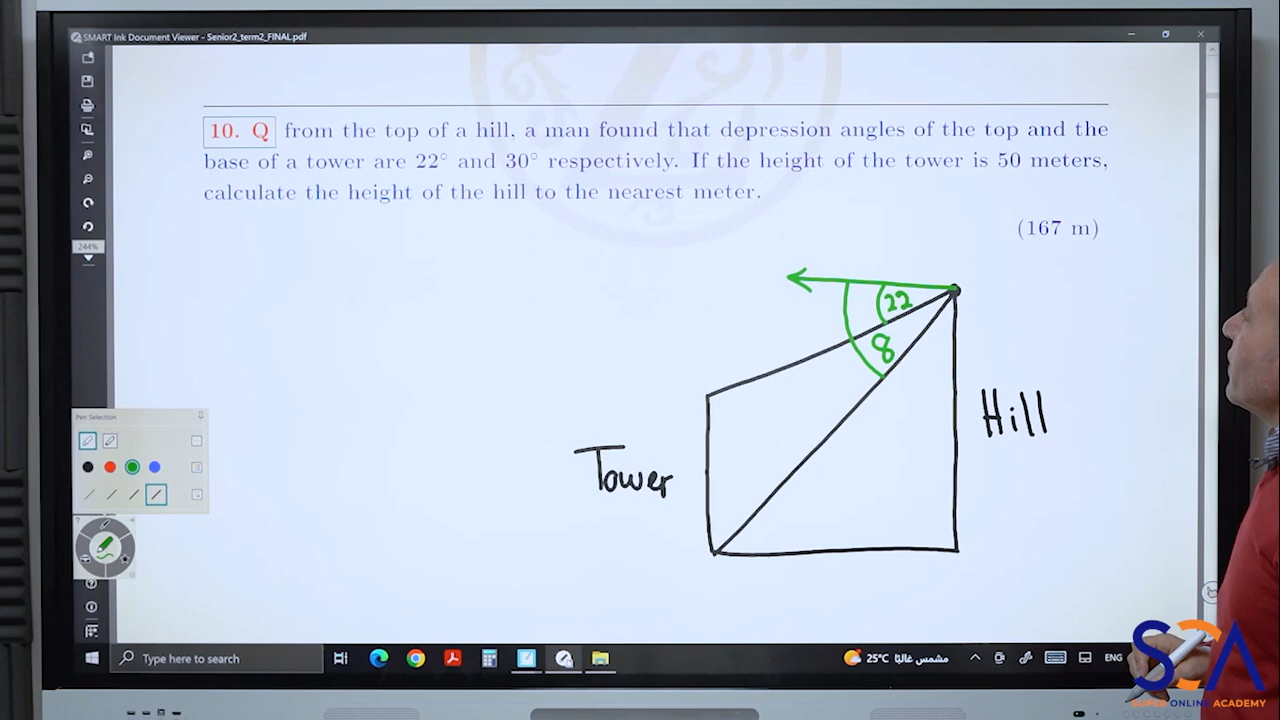 SMART Ink Document Viewer - Senior2_term2_FINAL.pdf
10. Q from the top of a hill, a man found that depression angles of the top and the
base of a tower are 22° and 30° respectively. If the height of the tower is 50 meters,
calculate the height of the hill to the nearest meter.
(167 m)
244%
22
8
Hill
Tower
Pen Selection
Type here to search
25°C مشمس غالبًا
ENG
SOA
SUPER ONLINE ACADEMY